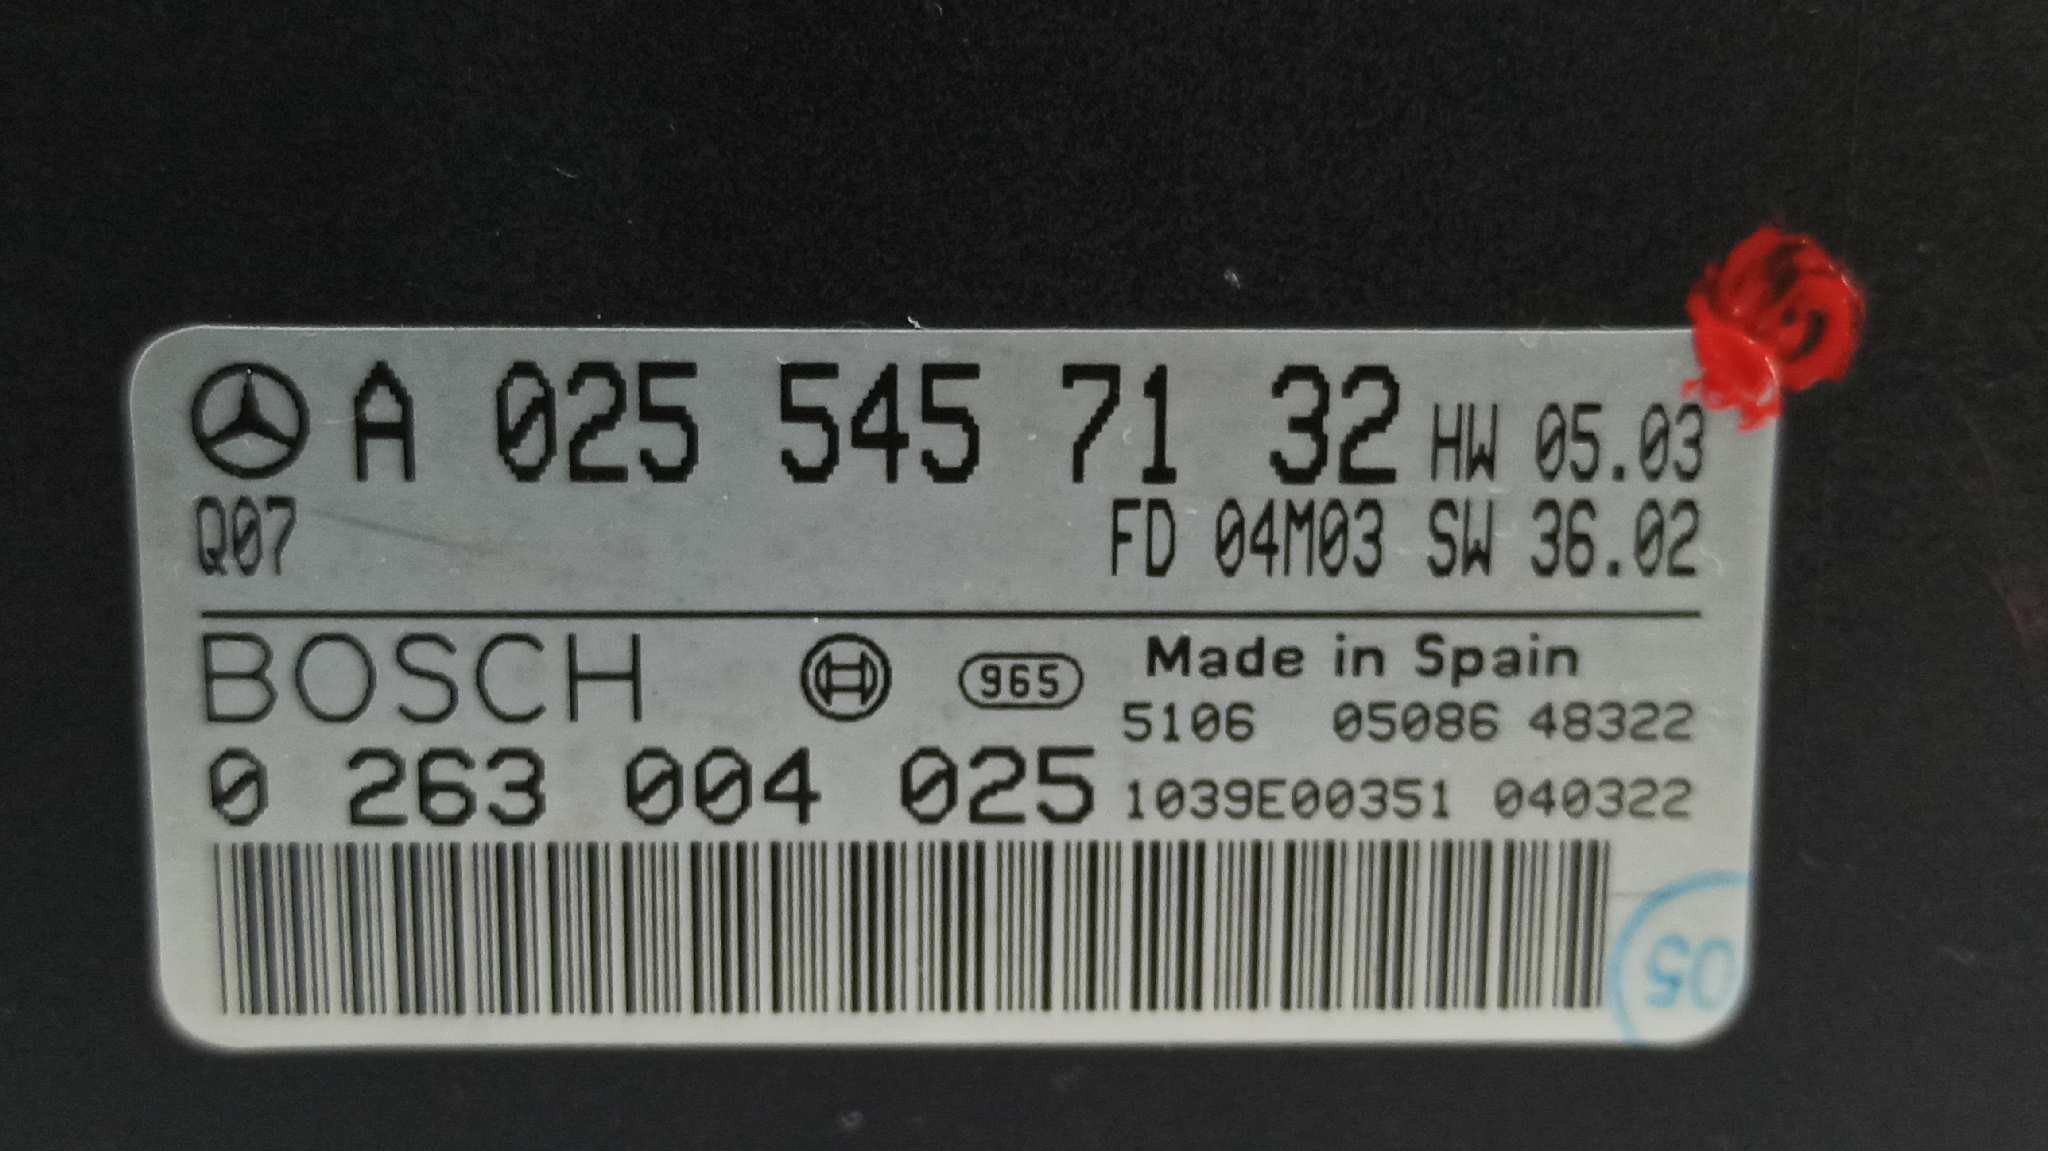 A 025 545 71 32 HW 05.03
Q07 FD 04M03 SW 36.02
BOSCH 965 Made in Spain
5106 05086 48322
0 263 004 025 1039E00351 040322
05